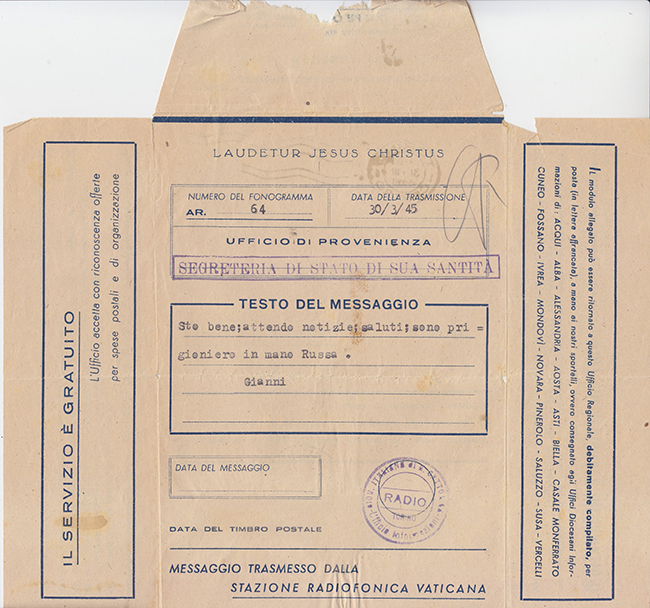 LAUDETUR JESUS CHRISTUS
NUMERO DEL FONOGRAMMA
AR. 64
DATA DELLA TRASMISSIONE
30/3/45
UFFICIO DI PROVENIENZA
SEGRETERIA DI STATO DI SUA SANTITÀ
TESTO DEL MESSAGGIO
Sto bene;attendo notizie;saluti;sono pri =
gioniero in mano Russa .
Gianni
DATA DEL MESSAGGIO
RADIO
TORINO
DATA DEL TIMBRO POSTALE
MESSAGGIO TRASMESSO DALLA
STAZIONE RADIOFONICA VATICANA
IL SERVIZIO È GRATUITO
L'Ufficio accetta con riconoscenza offerte
per spese postali e di organizzazione
IL modulo allegato può essere ritornato a questo Ufficio Regionale, debitamente compilato, per
posta (in lettera affrancata), a mano ai nostri sportelli, ovvero consegnato agli Uffici Diocesani Infor-
mazioni di: ACQUI - ALBA - ALESSANDRIA - AOSTA - ASTI - BIELLA - CASALE MONFERRATO
CUNEO - FOSSANO - IVREA - MONDOVÌ - NOVARA - PINEROLO - SALUZZO - SUSA - VERCELLI